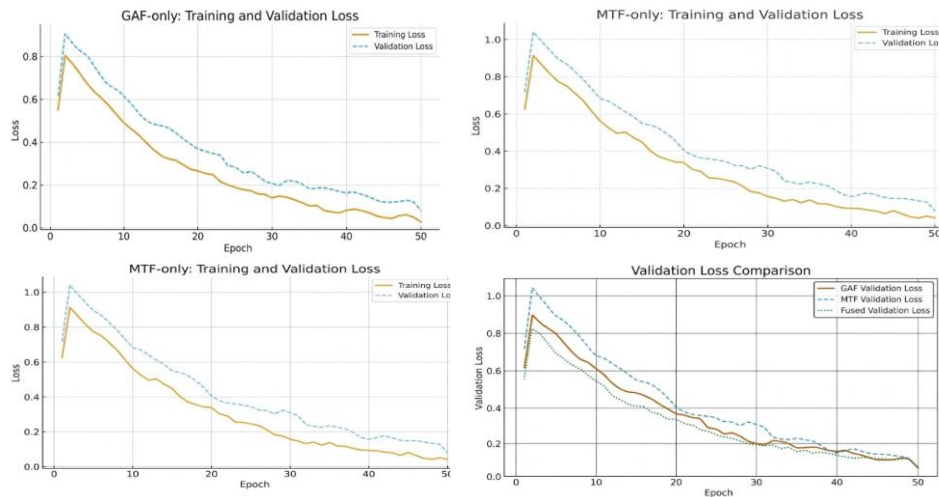 GAF-only: Training and Validation Loss
Training Loss
Validation Loss
0.8
0.6
0.4
0.2
0.0
Loss
0 10 20 30 40 50
Epoch
MTF-only: Training and Validation Loss
Training Loss
Validation Lo
1.0
0.8
0.6
0.4
0.2
0.0
Loss
0 10 20 30 40 50
Epoch
MTF-only: Training and Validation Loss
Training Loss
Validation Lo
1.0
0.8
0.6
0.4
0.2
0.0
Loss
0 10 20 30 40 50
Epoch
Validation Loss Comparison
GAF Validation Loss
MTF Validation Loss
Fused Validation Loss
1.0
0.8
0.6
0.4
0.2
0.0
Validation Loss
0 10 20 30 40 50
Epoch